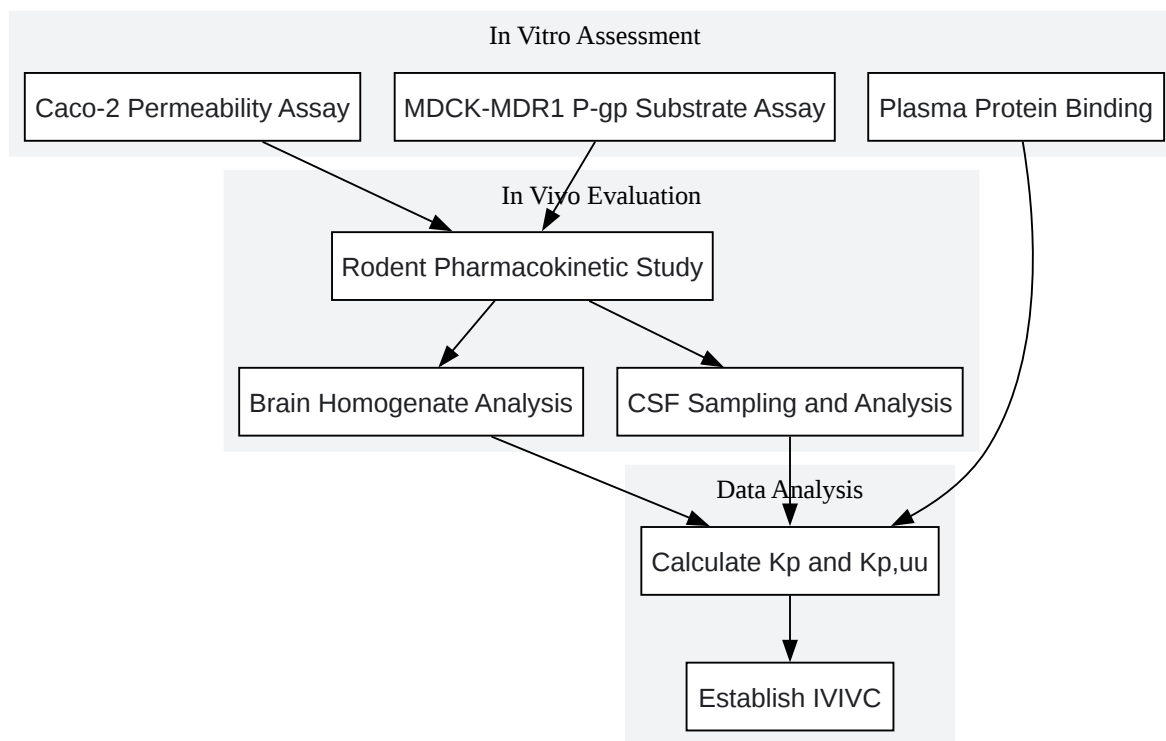 In Vitro Assessment
Caco-2 Permeability Assay
MDCK-MDR1 P-gp Substrate Assay
Plasma Protein Binding
In Vivo Evaluation
Rodent Pharmacokinetic Study
Brain Homogenate Analysis
CSF Sampling and Analysis
Data Analysis
Calculate Kp and Kp,uu
Establish IVIVC